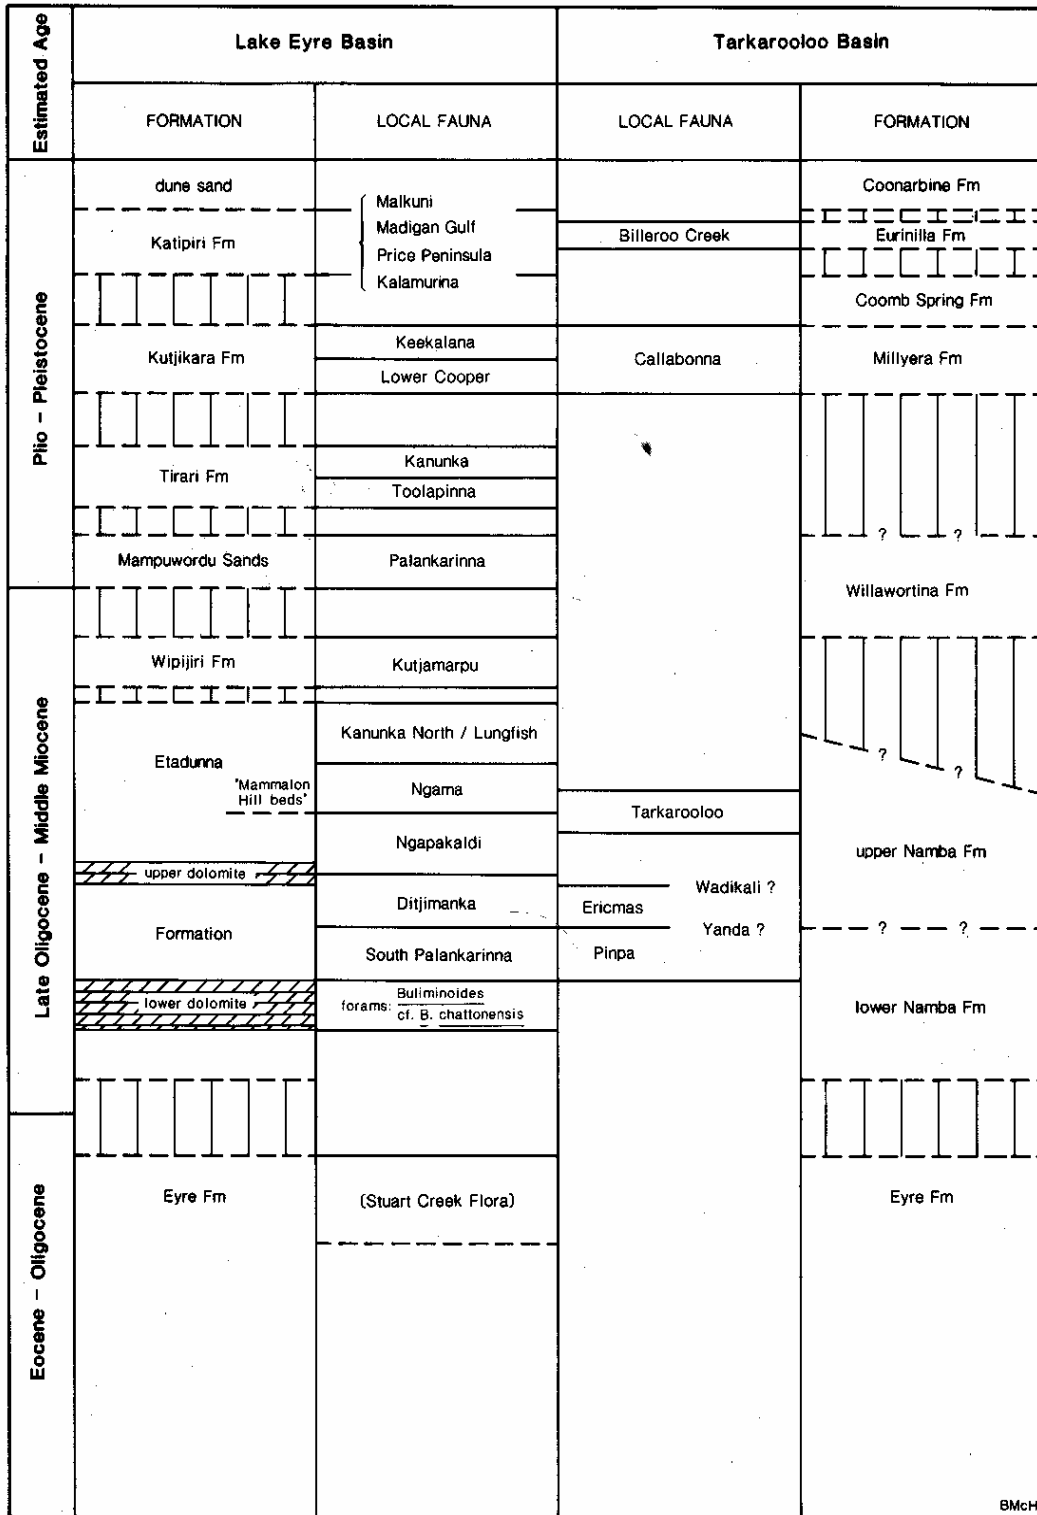 Estimated Age
Lake Eyre Basin
Tarkarooloo Basin
FORMATION
LOCAL FAUNA
LOCAL FAUNA
FORMATION
Plio - Pleistocene
Late Oligocene - Middle Miocene
Eocene - Oligocene
dune sand
Katipiri Fm
Kutjikara Fm
Tirari Fm
Mampuwordu Sands
Wipijiri Fm
Etadunna
'Mammalon
Hill beds'
upper dolomite
Formation
lower dolomite
Eyre Fm
Malkuni
Madigan Gulf
Price Peninsula
Kalamurina
Keekalana
Lower Cooper
Kanunka
Toolapinna
Palankarinna
Kutjamarpu
Kanunka North / Lungfish
Ngama
Ngapakaldi
Ditjimanka
South Palankarinna
forams: Buliminoides
cf. B. chattonensis
(Stuart Creek Flora)
Billeroo Creek
Callabonna
Tarkarooloo
Wadikali ?
Ericmas
Yanda ?
Pinpa
Coonarbine Fm
Eurinilla Fm
Coomb Spring Fm
Millyera Fm
? ?
Willawortina Fm
?
?
upper Namba Fm
? ?
lower Namba Fm
Eyre Fm
BMcH